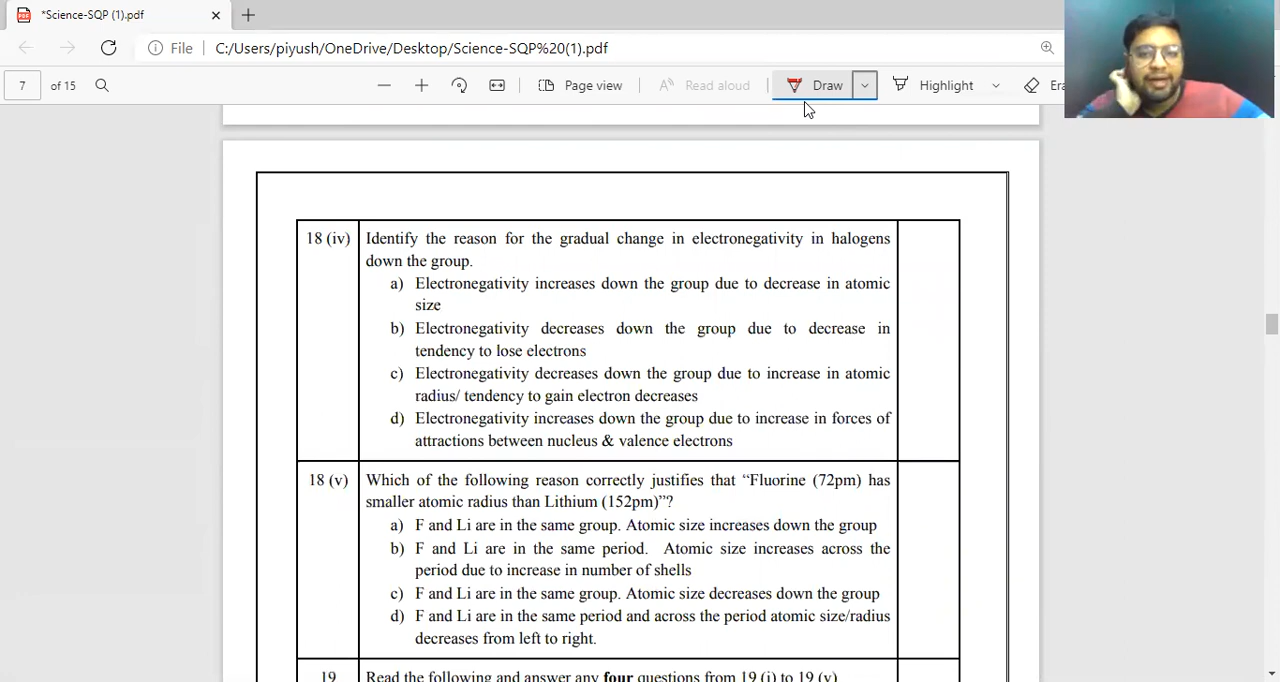 *Science-SQP (1).pdf
File C:/Users/piyush/OneDrive/Desktop/Science-SQP%20(1).pdf
7 of 15 Page view Read aloud Draw Highlight Era
18 (iv) Identify the reason for the gradual change in electronegativity in halogens
down the group.
a) Electronegativity increases down the group due to decrease in atomic
size
b) Electronegativity decreases down the group due to decrease in
tendency to lose electrons
c) Electronegativity decreases down the group due to increase in atomic
radius/ tendency to gain electron decreases
d) Electronegativity increases down the group due to increase in forces of
attractions between nucleus & valence electrons
18 (v) Which of the following reason correctly justifies that “Fluorine (72pm) has
smaller atomic radius than Lithium (152pm)”?
a) F and Li are in the same group. Atomic size increases down the group
b) F and Li are in the same period. Atomic size increases across the
period due to increase in number of shells
c) F and Li are in the same group. Atomic size decreases down the group
d) F and Li are in the same period and across the period atomic size/radius
decreases from left to right.
19 Read the following and answer any four questions from 19 (i) to 19 (v)